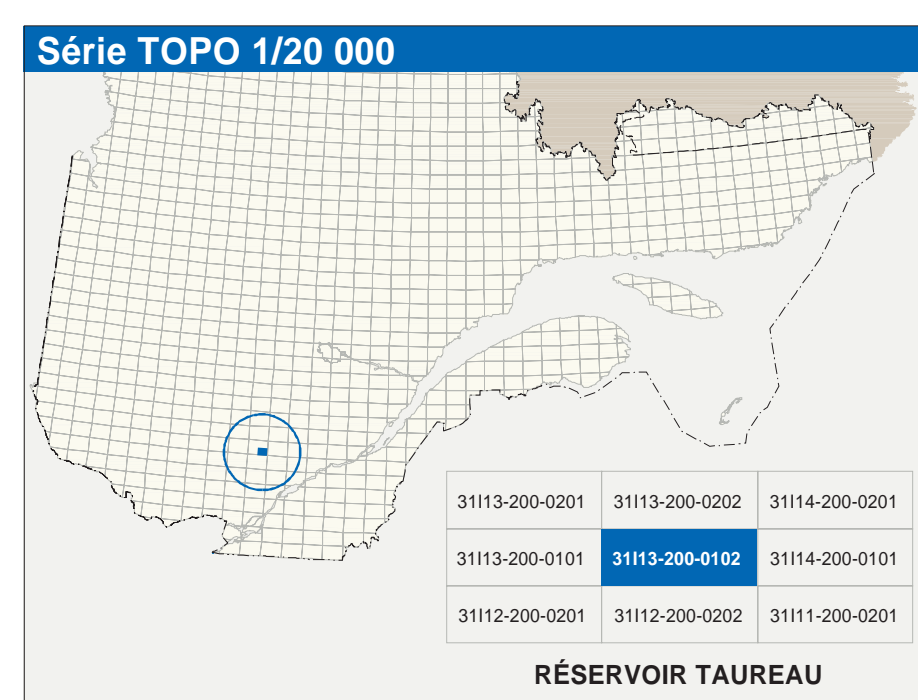 Série TOPO 1/20 000
31I13-200-0201 31I13-200-0202 31I14-200-0201
31I13-200-0101 31I13-200-0102 31I14-200-0101
31I12-200-0201 31I12-200-0202 31I11-200-0201
RÉSERVOIR TAUREAU